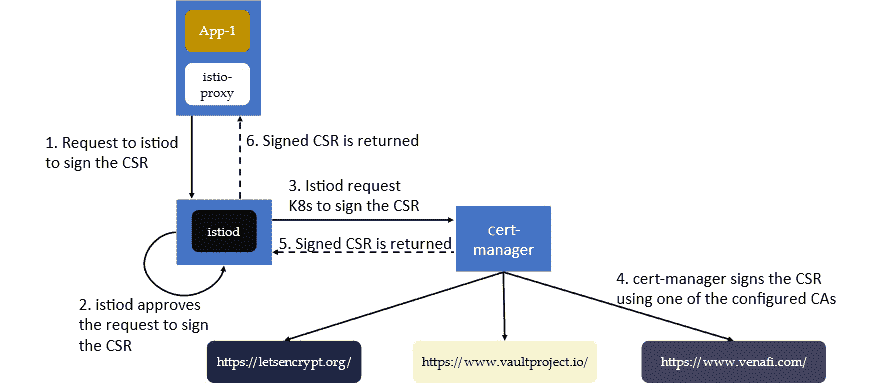 App-1
istio-
proxy
1. Request to istiod
to sign the CSR
6. Signed CSR is returned
3. Istiod request
K8s to sign the CSR
istiod
cert-
manager
5. Signed CSR is returned
2. istiod approves
the request to sign
the CSR
4. cert-manager signs the CSR
using one of the configured CAs
https://letsencrypt.org/
https://www.vaultproject.io/
https://www.venafi.com/